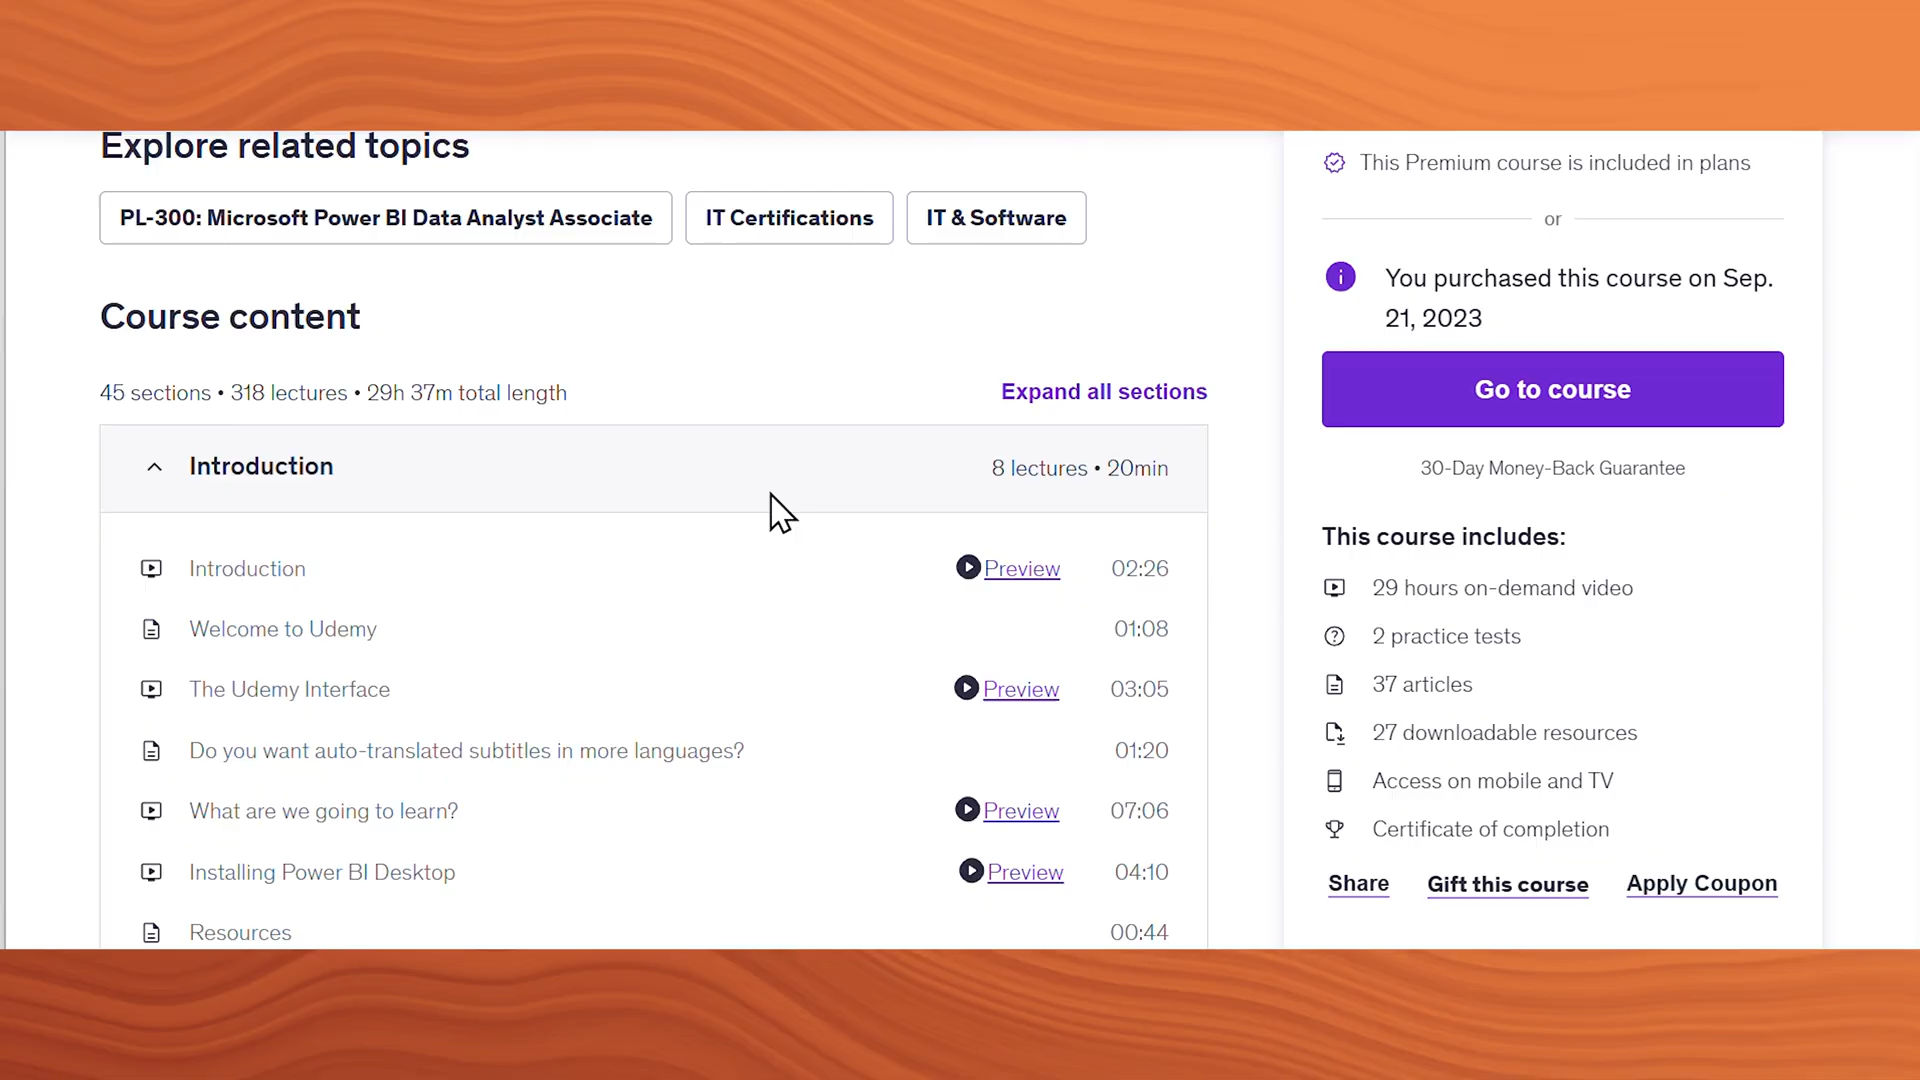 Explore related topics
PL-300: Microsoft Power BI Data Analyst Associate
IT Certifications
IT & Software
Course content
45 sections • 318 lectures • 29h 37m total length
Expand all sections
Introduction
8 lectures • 20min
Introduction Preview 02:26
Welcome to Udemy 01:08
The Udemy Interface Preview 03:05
Do you want auto-translated subtitles in more languages? 01:20
What are we going to learn? Preview 07:06
Installing Power BI Desktop Preview 04:10
Resources 00:44
This Premium course is included in plans
or
You purchased this course on Sep.
21, 2023
Go to course
30-Day Money-Back Guarantee
This course includes:
29 hours on-demand video
2 practice tests
37 articles
27 downloadable resources
Access on mobile and TV
Certificate of completion
Share Gift this course Apply Coupon